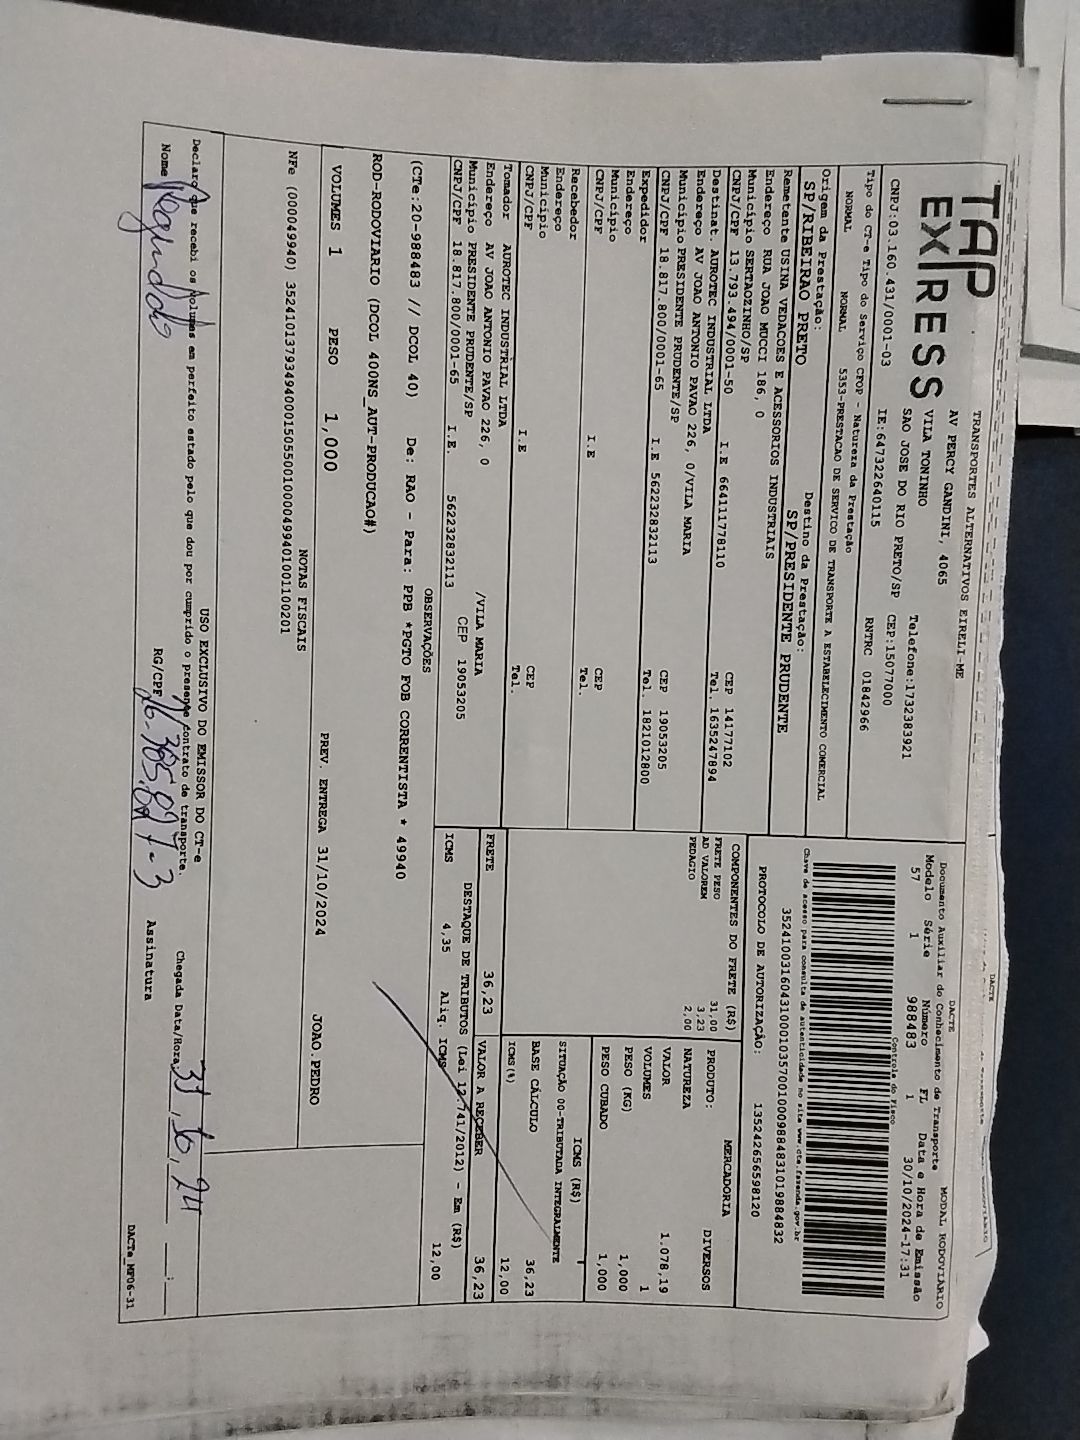 TAP EXPRESS
TRANSPORTES ALTERNATIVOS EIRELI-ME
AV PERCY GANDINI, 4065
VILA TONINHO Telefone:1732383921
SAO JOSE DO RIO PRETO/SP CEP:15077000
CNPJ:03.160.431/0001-03 IE:647322640115 RNTRC 01842966
Tipo do CT-e Tipo do Serviço CFOP - Natureza da Prestação
NORMAL NORMAL 5353-PRESTACAO DE SERVICO DE TRANSPORTE A ESTABELECIMENTO COMERCIAL
Origem da Prestação: Destino da Prestação:
SP/RIBEIRAO PRETO SP/PRESIDENTE PRUDENTE
Remetente USINA VEDACOES E ACESSORIOS INDUSTRIAIS
Endereço RUA JOAO MUCCI 186, 0
Município SERTAOZINHO/SP CEP 14177102
CNPJ/CPF 13.793.494/0001-50 I.E 664111778110 Tel. 1635247894
Destinat. AUROTEC INDUSTRIAL LTDA
Endereço AV JOAO ANTONIO PAVAO 226, 0/VILA MARIA
Município PRESIDENTE PRUDENTE/SP CEP 19053205
CNPJ/CPF 18.817.800/0001-65 I.E 562232832113 Tel. 1821012800
Expedidor
Endereço
Município CEP
CNPJ/CPF I.E Tel.
Recebedor
Endereço
Município CEP
CNPJ/CPF I.E Tel.
Tomador AUROTEC INDUSTRIAL LTDA
Endereço AV JOAO ANTONIO PAVAO 226, 0 /VILA MARIA
Município PRESIDENTE PRUDENTE/SP CEP 19053205
CNPJ/CPF 18.817.800/0001-65 I.E. 562232832113
DACTE MODAL RODOVIÁRIO
Documento Auxiliar do Conhecimento de Transporte
Modelo Série Número FL Data e Hora de Emissão
57 1 988483 1 30/10/2024-17:31
Controle do Fisco
Chave de acesso para consulta de autenticidade no site www.cte.fazenda.gov.br
35241003160431000103570010009884831019884832
PROTOCOLO DE AUTORIZAÇÃO: 135242656598120
COMPONENTES DO FRETE (R$)
FRETE PESO 31,00
AD VALOREM 3,23
PEDAGIO 2,00
FRETE 36,23
MERCADORIA
PRODUTO: DIVERSOS
NATUREZA
VALOR 1.078,19
VOLUMES 1
PESO (KG) 1,000
PESO CUBADO 1,000
ICMS (R$)
SITUAÇÃO 00-TRIBUTADA INTEGRALMENTE
BASE CÁLCULO 36,23
ICMS(%) 12,00
VALOR A RECEBER 36,23
DESTAQUE DE TRIBUTOS (Lei 12.741/2012) - Em (R$)
ICMS 4,35 Aliq. ICMS 12,00
OBSERVAÇÕES
(CTe:20-988483 // DCOL 40) De: RAO - Para: PPB *PGTO FOB CORRENTISTA * 49940
ROD-RODOVIARIO (DCOL 400NS_AUT-PRODUCAO#)
VOLUMES 1 PESO 1,000 PREV. ENTREGA 31/10/2024 JOAO.PEDRO
NOTAS FISCAIS
NFe (000049940) 35241013793494000150550010000499401001100201
USO EXCLUSIVO DO EMISSOR DO CT-e
Declaro que recebi os volumes em perfeito estado pelo que dou por cumprido o presente contrato de transporte.
Chegada Data/Hora 31, 10, 24
Nome RG/CPF Assinatura
DACTe_MF06-31